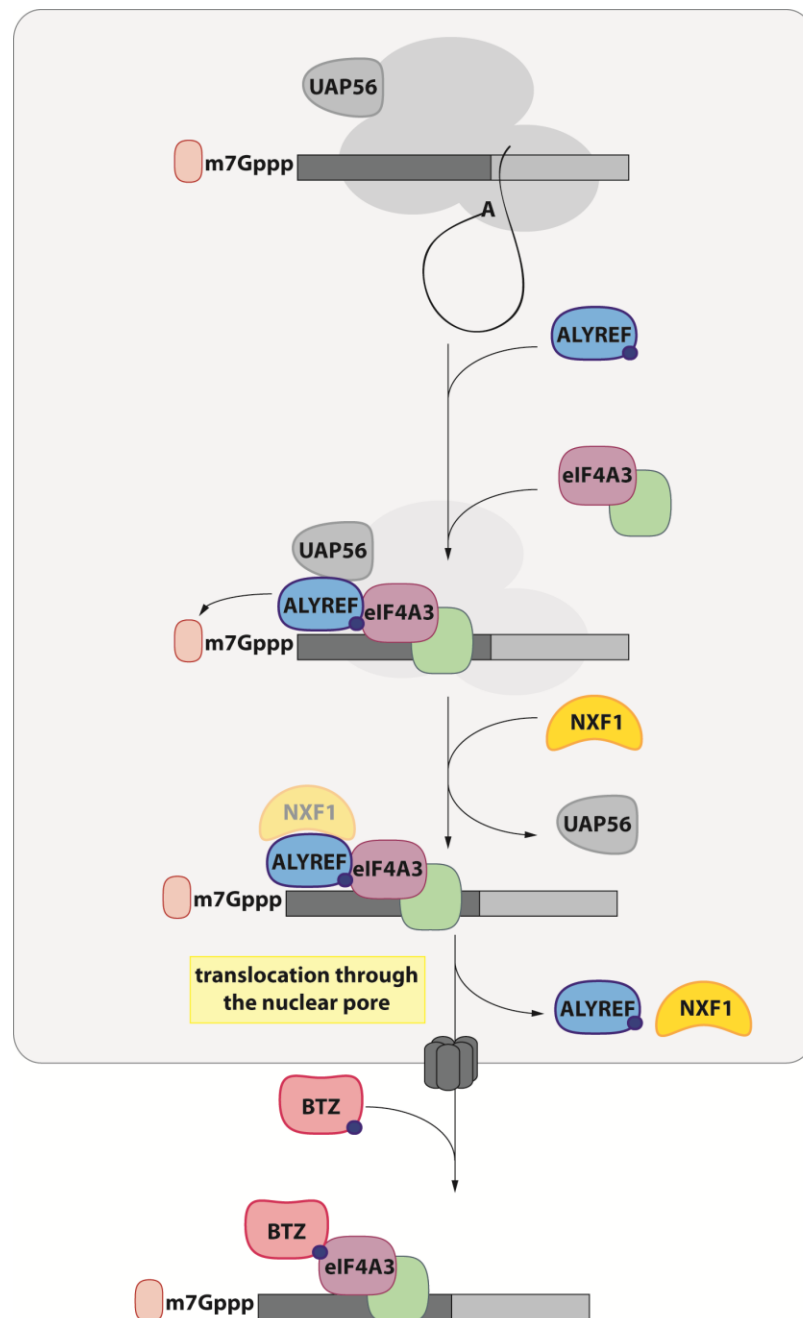 UAP56
m7Gppp
A
ALYREF
eIF4A3
UAP56
ALYREF
eIF4A3
m7Gppp
NXF1
NXF1
UAP56
ALYREF
eIF4A3
m7Gppp
translocation through
the nuclear pore
ALYREF
NXF1
BTZ
BTZ
eIF4A3
m7Gppp